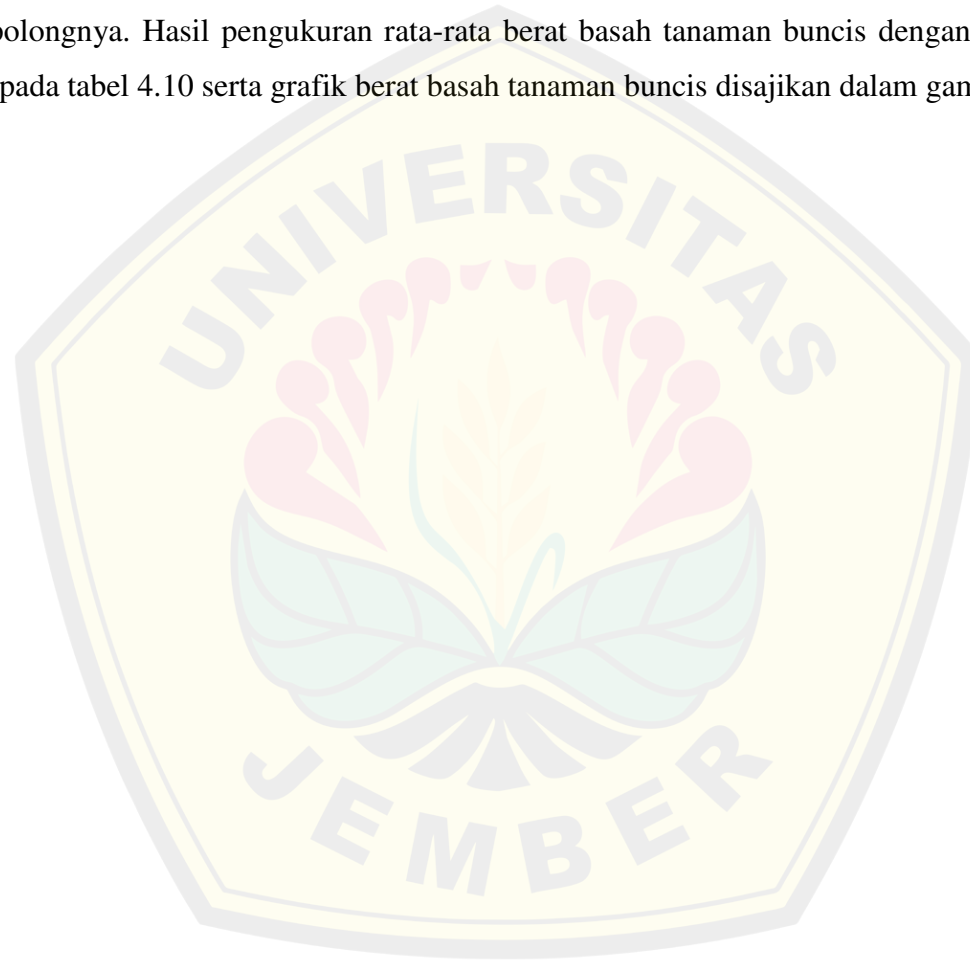 polongnya. Hasil pengukuran rata-rata berat basah tanaman buncis dengan
pada tabel 4.10 serta grafik berat basah tanaman buncis disajikan dalam
UNIVERSITAS
JEMBER